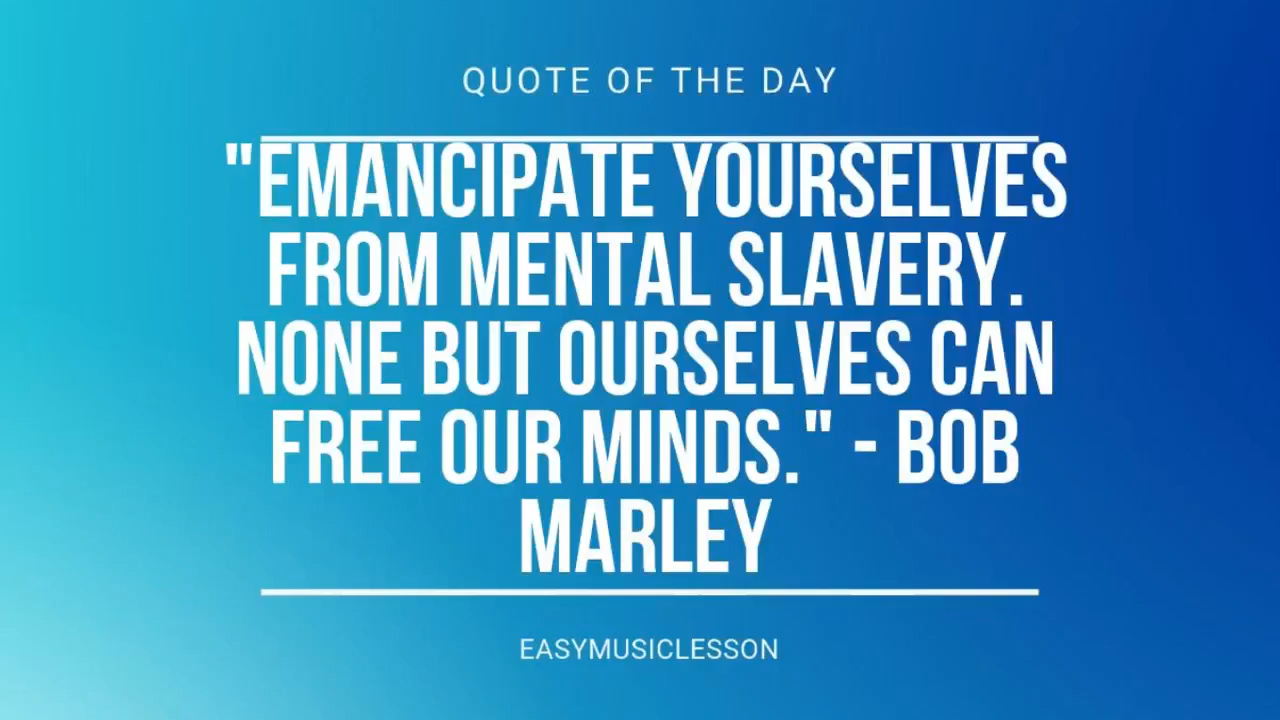 QUOTE OF THE DAY
"EMANCIPATE YOURSELVES
FROM MENTAL SLAVERY.
NONE BUT OURSELVES CAN
FREE OUR MINDS." - BOB
MARLEY
EASYMUSICLESSON